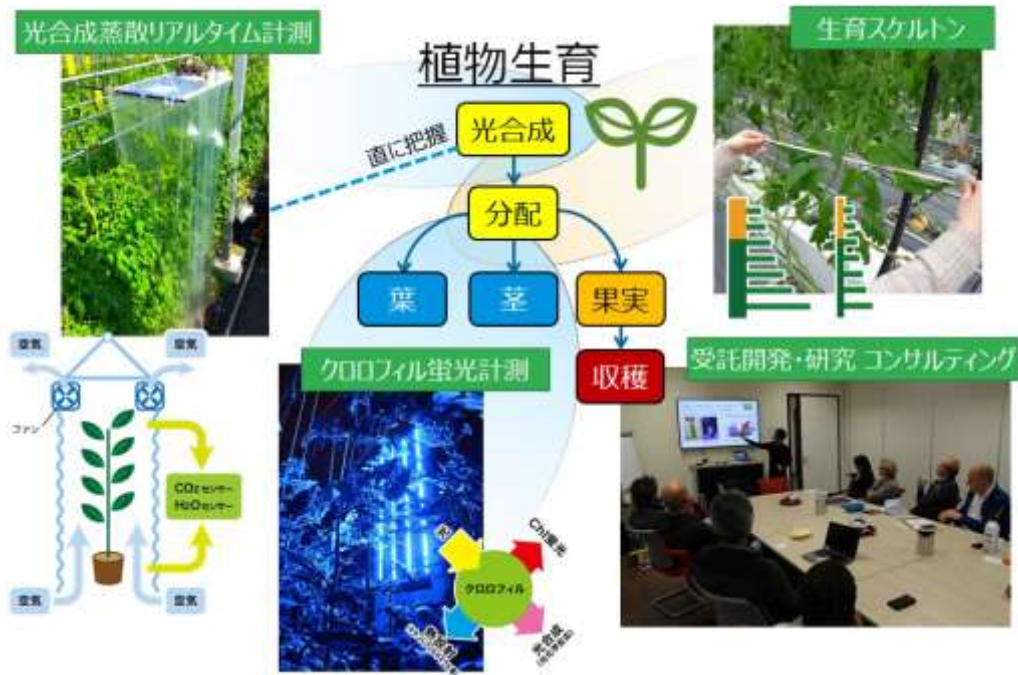 光合成蒸散リアルタイム計測
植物生育
生育スケルトン
光合成
直に把握
分配
葉
茎
果実
収穫
クロロフィル蛍光計測
受託開発・研究 コンサルティング
空気
空気
ファン
CO2センサー
H2Oセンサー
空気
空気
光
Chl蛍光
クロロフィル
光合成